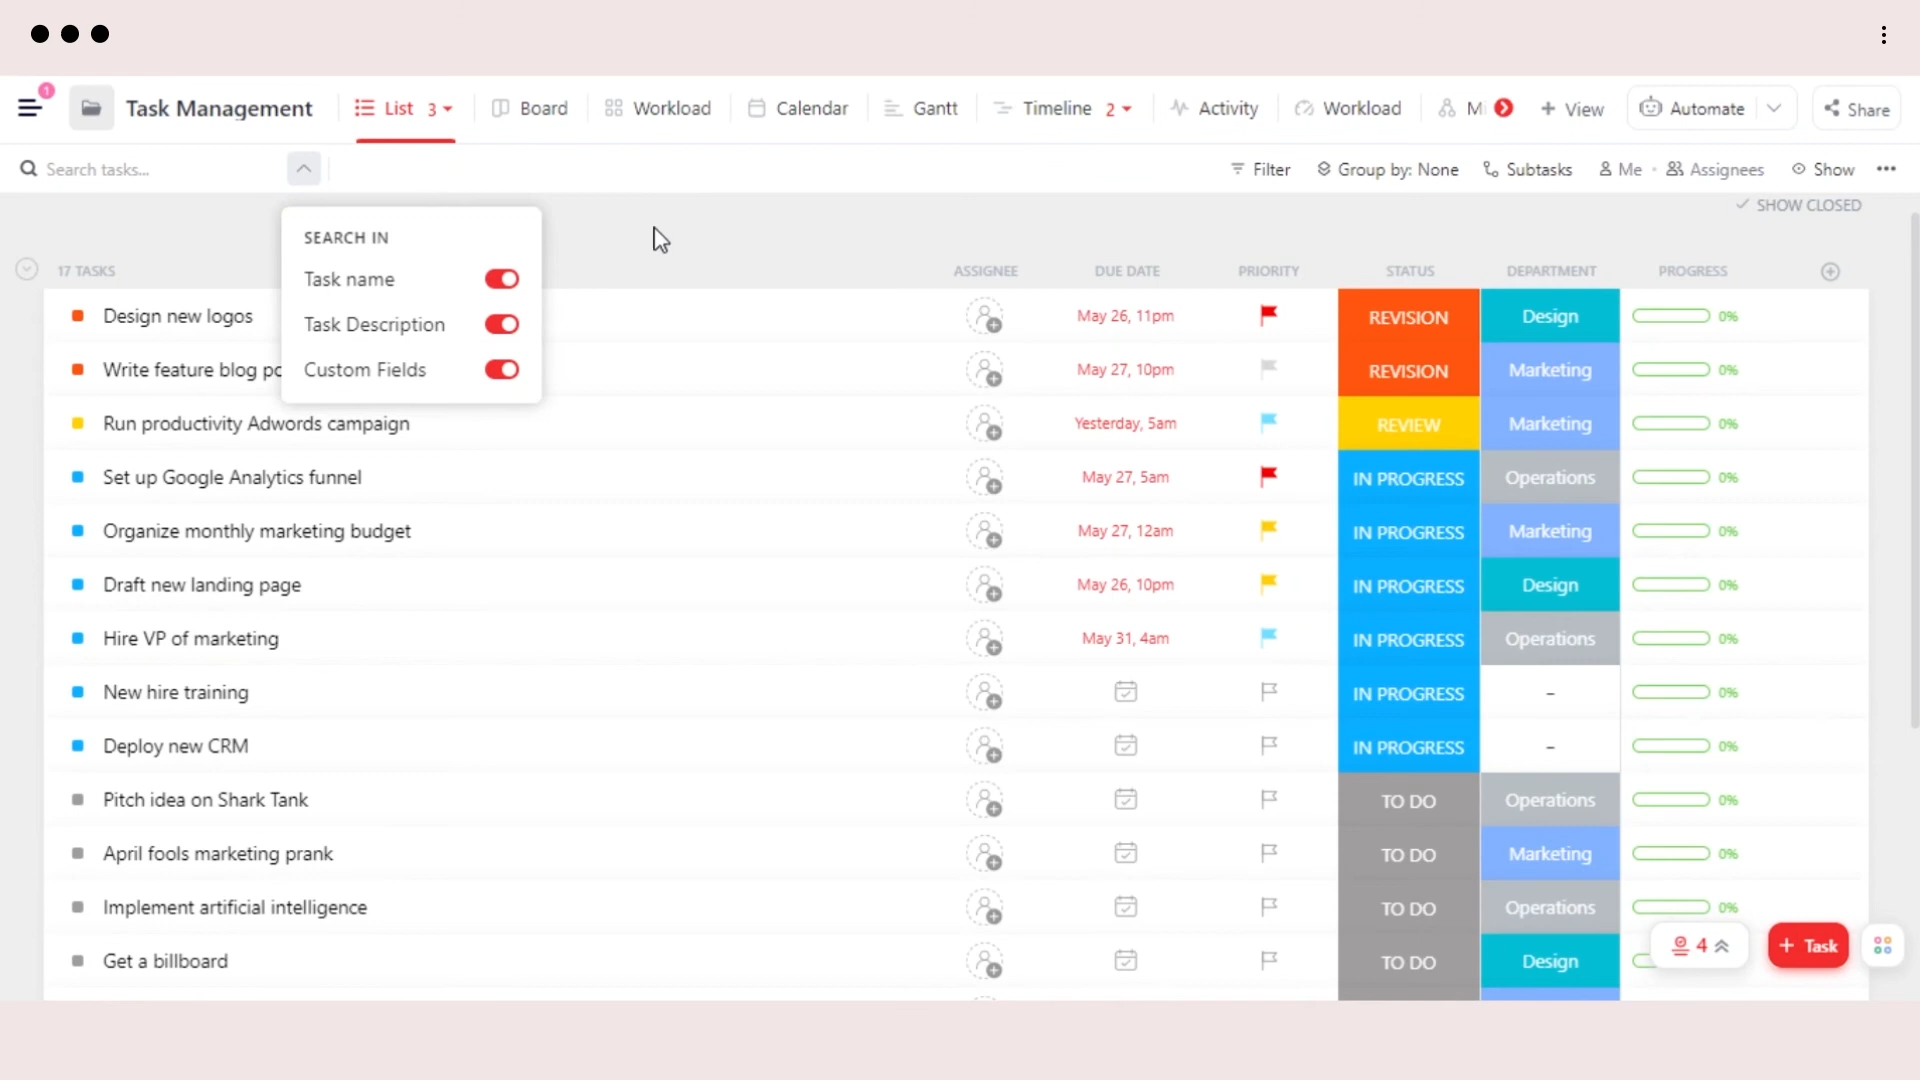 1
Task Management
List 3
Board
Workload
Calendar
Gantt
Timeline 2
Activity
Workload
+ View
Automate
Share
Search tasks...
Filter
Group by: None
Subtasks
Me
Assignees
Show
SHOW CLOSED
SEARCH IN
Task name
Task Description
Custom Fields
17 TASKS ASSIGNEE DUE DATE PRIORITY STATUS DEPARTMENT PROGRESS
Design new logos May 26, 11pm REVISION Design 0%
Write feature blog May 27, 10pm REVISION Marketing 0%
Run productivity Adwords campaign Yesterday, 5am REVIEW Marketing 0%
Set up Google Analytics funnel May 27, 5am IN PROGRESS Operations 0%
Organize monthly marketing budget May 27, 12am IN PROGRESS Marketing 0%
Draft new landing page May 26, 10pm IN PROGRESS Design 0%
Hire VP of marketing May 31, 4am IN PROGRESS Operations 0%
New hire training IN PROGRESS – 0%
Deploy new CRM IN PROGRESS – 0%
Pitch idea on Shark Tank TO DO Operations 0%
April fools marketing prank TO DO Marketing 0%
Implement artificial intelligence TO DO Operations 0%
Get a billboard TO DO Design
4
+ Task